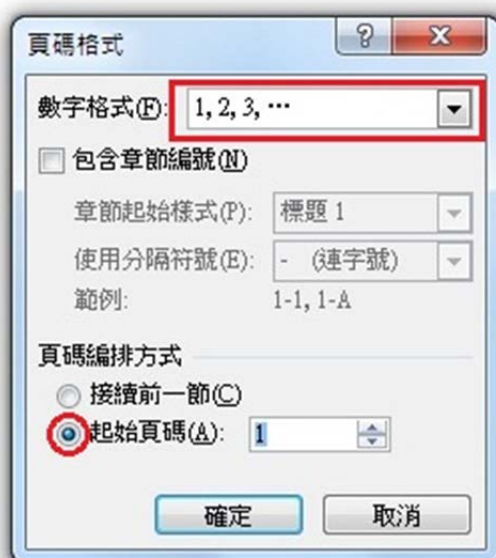 頁碼格式
數字格式(F): 1, 2, 3, …
包含章節編號(N)
章節起始樣式(P): 標題 1
使用分隔符號(E): - (連字號)
範例: 1-1, 1-A
頁碼編排方式
接續前一節(C)
起始頁碼(A): 1
確定 取消